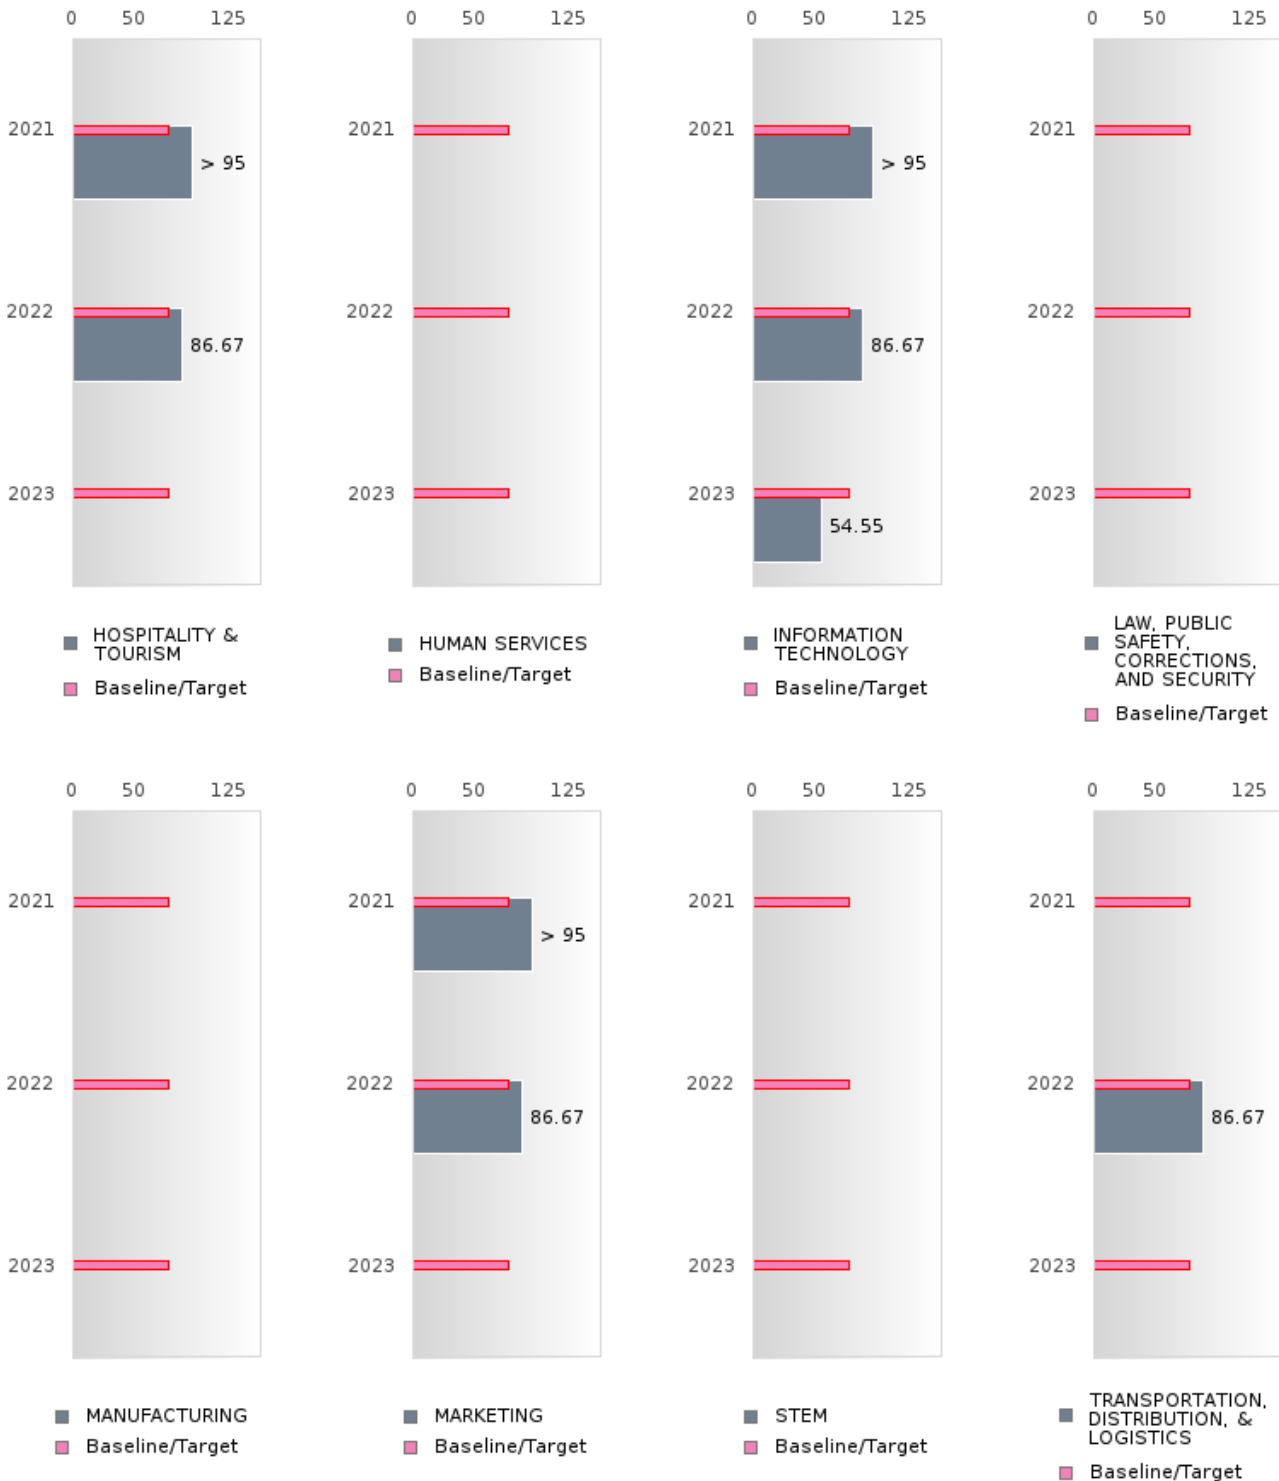 0 50 125 0 50 125 0 50 125 0 50 125
2021 > 95 2021 2021 > 95 2021
2022 86.67 2022 2022 86.67 2022
2023 2023 2023 54.55 2023
HOSPITALITY &
TOURISM
Baseline/Target
HUMAN SERVICES
Baseline/Target
INFORMATION
TECHNOLOGY
Baseline/Target
LAW, PUBLIC
SAFETY,
CORRECTIONS,
AND SECURITY
Baseline/Target
0 50 125 0 50 125 0 50 125 0 50 125
2021 2021 > 95 2021 2021
2022 2022 86.67 2022 2022 86.67
2023 2023 2023 2023
MANUFACTURING
Baseline/Target
MARKETING
Baseline/Target
STEM
Baseline/Target
TRANSPORTATION,
DISTRIBUTION, &
LOGISTICS
Baseline/Target